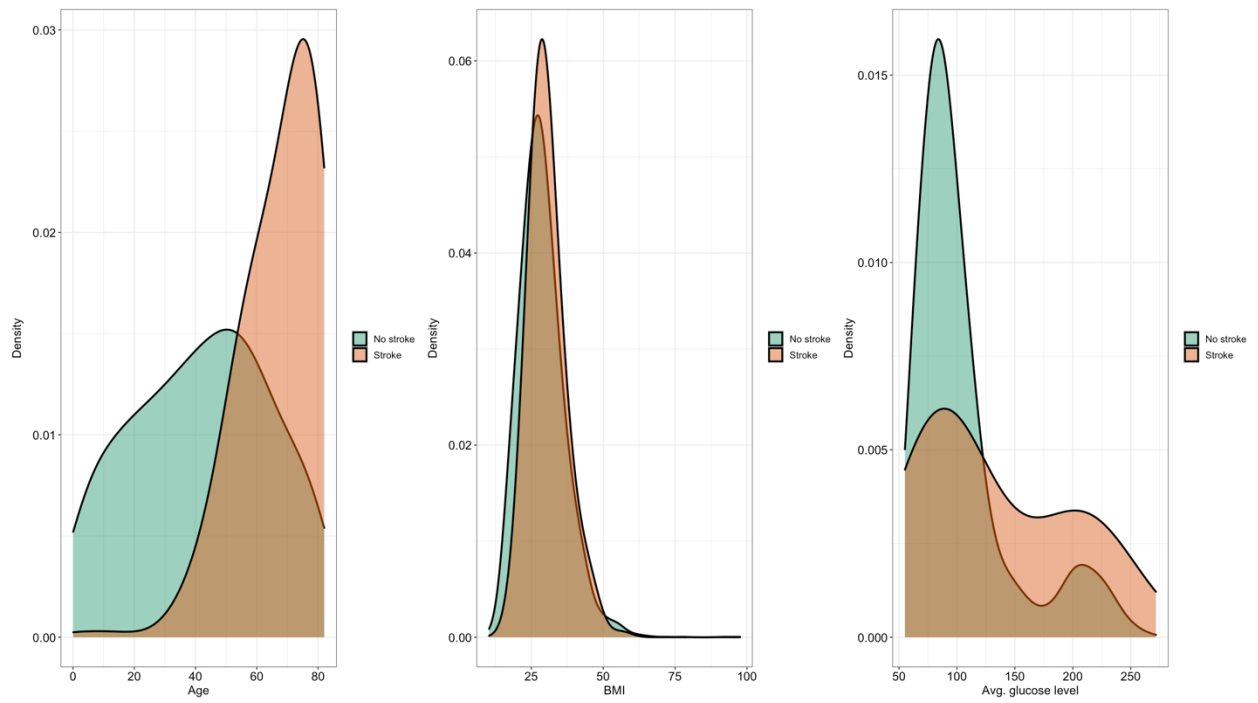 0.03
0.02
0.01
0.00
Density
0
20
40
60
80
Age
No stroke
Stroke
0.06
0.04
0.02
0.00
Density
25
50
75
100
BMI
No stroke
Stroke
0.015
0.010
0.005
0.000
Density
50
100
150
200
250
Avg. glucose level
No stroke
Stroke